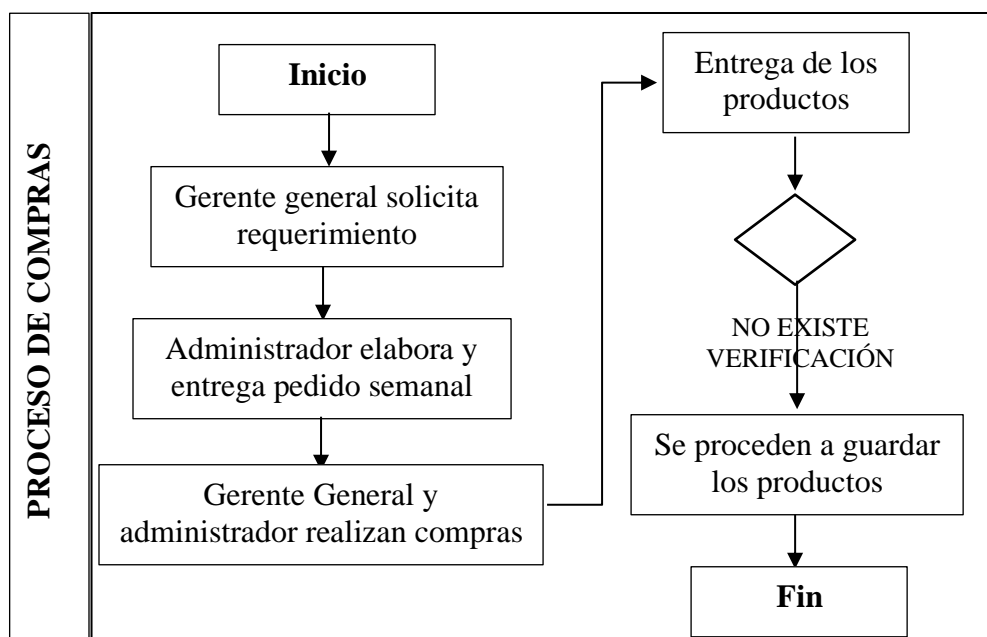 PROCESO DE COMPRAS
Inicio
Gerente general solicita
requerimiento
Administrador elabora y
entrega pedido semanal
Gerente General y
administrador realizan compras
Entrega de los
productos
NO EXISTE
VERIFICACIÓN
Se proceden a guardar
los productos
Fin